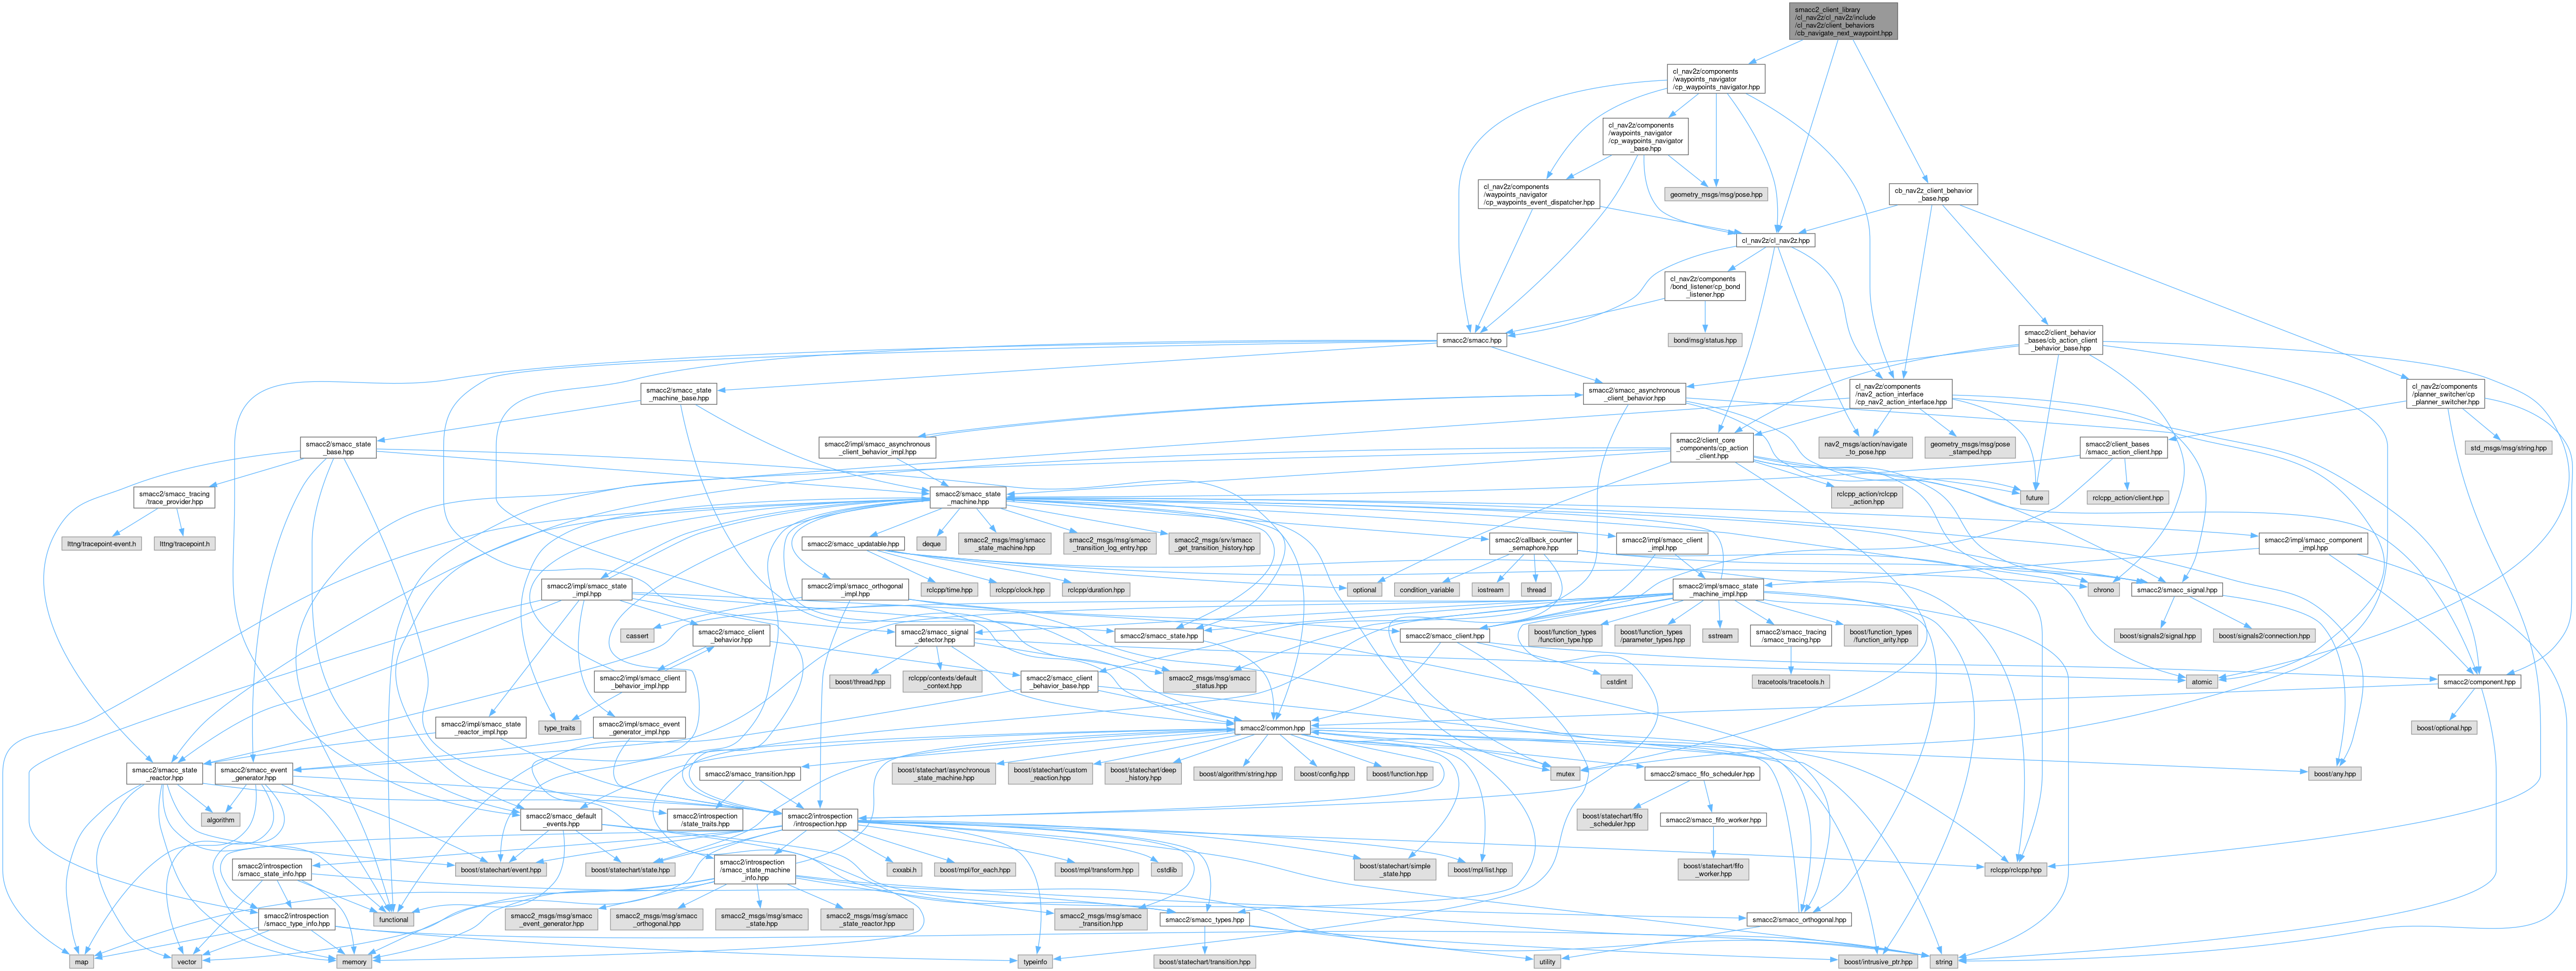 smacc2_client_library
/cl_nav2z/cl_nav2z/include
/cl_nav2z/client_behaviors
/cb_navigate_next_waypoint.hpp
cl_nav2z/components
/waypoints_navigator
/cp_waypoints_navigator.hpp
cl_nav2z/components
/waypoints_navigator
/cp_waypoints_navigator
_base.hpp
cl_nav2z/components
/waypoints_navigator
/cp_waypoints_event_dispatcher.hpp
geometry_msgs/msg/pose.hpp
cb_nav2z_client_behavior
_base.hpp
cl_nav2z/cl_nav2z.hpp
cl_nav2z/components
/bond_listener/cp_bond
_listener.hpp
bond/msg/status.hpp
smacc2/smacc.hpp
smacc2/client_behavior
_bases/cb_action_client
_behavior_base.hpp
smacc2/smacc_state
_machine_base.hpp
smacc2/smacc_asynchronous
_client_behavior.hpp
cl_nav2z/components
/nav2_action_interface
/cp_nav2_action_interface.hpp
cl_nav2z/components
/planner_switcher/cp
_planner_switcher.hpp
smacc2/smacc_state
_base.hpp
smacc2/impl/smacc_asynchronous
_client_behavior_impl.hpp
smacc2/client_core
_components/cp_action
_client.hpp
nav2_msgs/action/navigate
_to_pose.hpp
geometry_msgs/msg/pose
_stamped.hpp
smacc2/client_bases
/smacc_action_client.hpp
std_msgs/msg/string.hpp
smacc2/smacc_tracing
/trace_provider.hpp
smacc2/smacc_state
_machine.hpp
rclcpp_action/rclcpp
_action.hpp
future
rclcpp_action/client.hpp
lttng/tracepoint-event.h
lttng/tracepoint.h
smacc2/smacc_updatable.hpp
deque
smacc2_msgs/msg/smacc
_state_machine.hpp
smacc2_msgs/msg/smacc
_transition_log_entry.hpp
smacc2_msgs/srv/smacc
_get_transition_history.hpp
smacc2/callback_counter
_semaphore.hpp
smacc2/impl/smacc_client
_impl.hpp
smacc2/impl/smacc_component
_impl.hpp
smacc2/impl/smacc_state
_impl.hpp
smacc2/impl/smacc_orthogonal
_impl.hpp
rclcpp/time.hpp
rclcpp/clock.hpp
rclcpp/duration.hpp
optional
condition_variable
iostream
thread
smacc2/impl/smacc_state
_machine_impl.hpp
chrono
smacc2/smacc_signal.hpp
cassert
smacc2/smacc_client
_behavior.hpp
smacc2/smacc_signal
_detector.hpp
smacc2/smacc_state.hpp
smacc2/smacc_client.hpp
boost/function_types
/function_type.hpp
boost/function_types
/parameter_types.hpp
sstream
smacc2/smacc_tracing
/smacc_tracing.hpp
boost/function_types
/function_arity.hpp
boost/signals2/signal.hpp
boost/signals2/connection.hpp
smacc2/impl/smacc_client
_behavior_impl.hpp
boost/thread.hpp
rclcpp/contexts/default
_context.hpp
smacc2/smacc_client
_behavior_base.hpp
smacc2_msgs/msg/smacc
_status.hpp
cstdint
tracetools/tracetools.h
atomic
smacc2/component.hpp
smacc2/impl/smacc_state
_reactor_impl.hpp
type_traits
smacc2/impl/smacc_event
_generator_impl.hpp
smacc2/common.hpp
boost/optional.hpp
smacc2/smacc_state
_reactor.hpp
smacc2/smacc_event
_generator.hpp
smacc2/smacc_transition.hpp
boost/statechart/asynchronous
_state_machine.hpp
boost/statechart/custom
_reaction.hpp
boost/statechart/deep
_history.hpp
boost/algorithm/string.hpp
boost/config.hpp
boost/function.hpp
mutex
smacc2/smacc_fifo_scheduler.hpp
boost/any.hpp
algorithm
smacc2/smacc_default
_events.hpp
smacc2/introspection
/state_traits.hpp
smacc2/introspection
/introspection.hpp
boost/statechart/fifo
_scheduler.hpp
smacc2/smacc_fifo_worker.hpp
smacc2/introspection
/smacc_state_info.hpp
boost/statechart/event.hpp
boost/statechart/state.hpp
smacc2/introspection
/smacc_state_machine
_info.hpp
cxxabi.h
boost/mpl/for_each.hpp
boost/mpl/transform.hpp
cstdlib
boost/statechart/simple
_state.hpp
boost/mpl/list.hpp
boost/statechart/fifo
_worker.hpp
rclcpp/rclcpp.hpp
smacc2/introspection
/smacc_type_info.hpp
functional
smacc2_msgs/msg/smacc
_event_generator.hpp
smacc2_msgs/msg/smacc
_orthogonal.hpp
smacc2_msgs/msg/smacc
_state.hpp
smacc2_msgs/msg/smacc
_state_reactor.hpp
smacc2_msgs/msg/smacc
_transition.hpp
smacc2/smacc_types.hpp
smacc2/smacc_orthogonal.hpp
map
vector
memory
typeinfo
boost/statechart/transition.hpp
utility
boost/intrusive_ptr.hpp
string